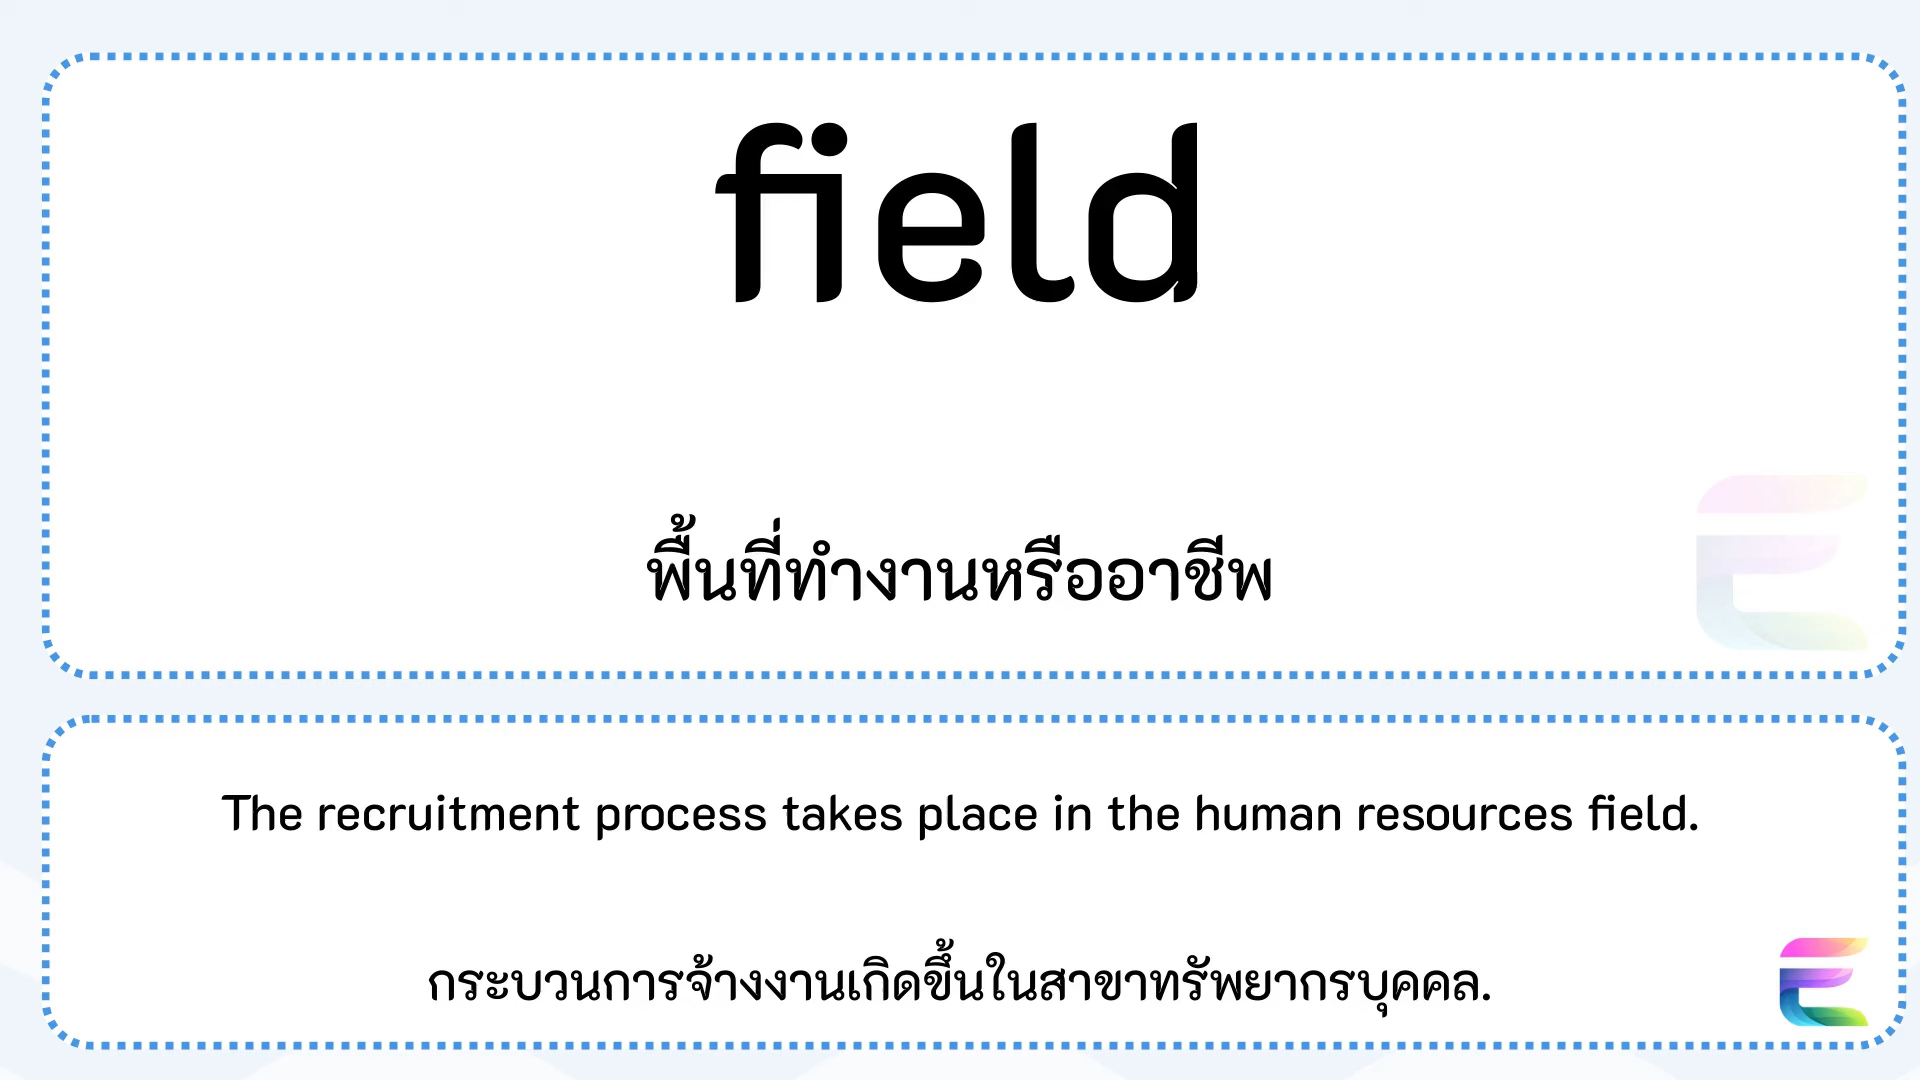 field
พื้นที่ทำงานหรืออาชีพ
The recruitment process takes place in the human resources field.
กระบวนการจ้างงานเกิดขึ้นในสาขาทรัพยากรบุคคล.